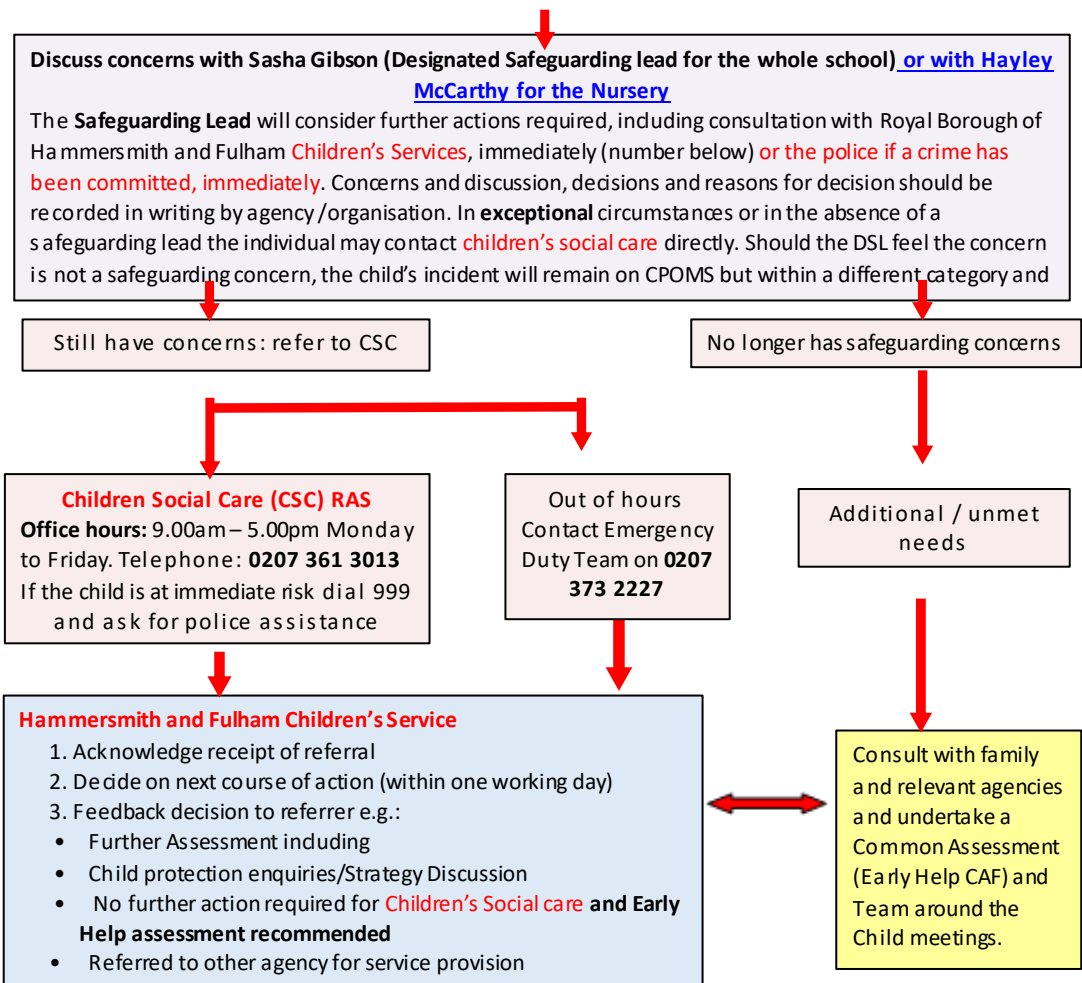 Discuss concerns with Sasha Gibson (Designated Safeguarding lead for the whole school) or with Hayley
McCarthy for the Nursery
The Safeguarding Lead will consider further actions required, including consultation with Royal Borough of
Hammersmith and Fulham Children’s Services, immediately (number below) or the police if a crime has
been committed, immediately. Concerns and discussion, decisions and reasons for decision should be
recorded in writing by agency/organisation. In exceptional circumstances or in the absence of a
safeguarding lead the individual may contact children’s social care directly. Should the DSL feel the concern
is not a safeguarding concern, the child’s incident will remain on CPOMS but within a different category and
Still have concerns: refer to CSC
No longer has safeguarding concerns
Children Social Care (CSC) RAS
Office hours: 9.00am – 5.00pm Monday
to Friday. Telephone: 0207 361 3013
If the child is at immediate risk dial 999
and ask for police assistance
Out of hours
Contact Emergency
Duty Team on 0207
373 2227
Additional / unmet
needs
Hammersmith and Fulham Children’s Service
1. Acknowledge receipt of referral
2. Decide on next course of action (within one working day)
3. Feedback decision to referrer e.g.:
• Further Assessment including
• Child protection enquiries/Strategy Discussion
• No further action required for Children’s Social care and Early
Help assessment recommended
• Referred to other agency for service provision
Consult with family
and relevant agencies
and undertake a
Common Assessment
(Early Help CAF) and
Team around the
Child meetings.